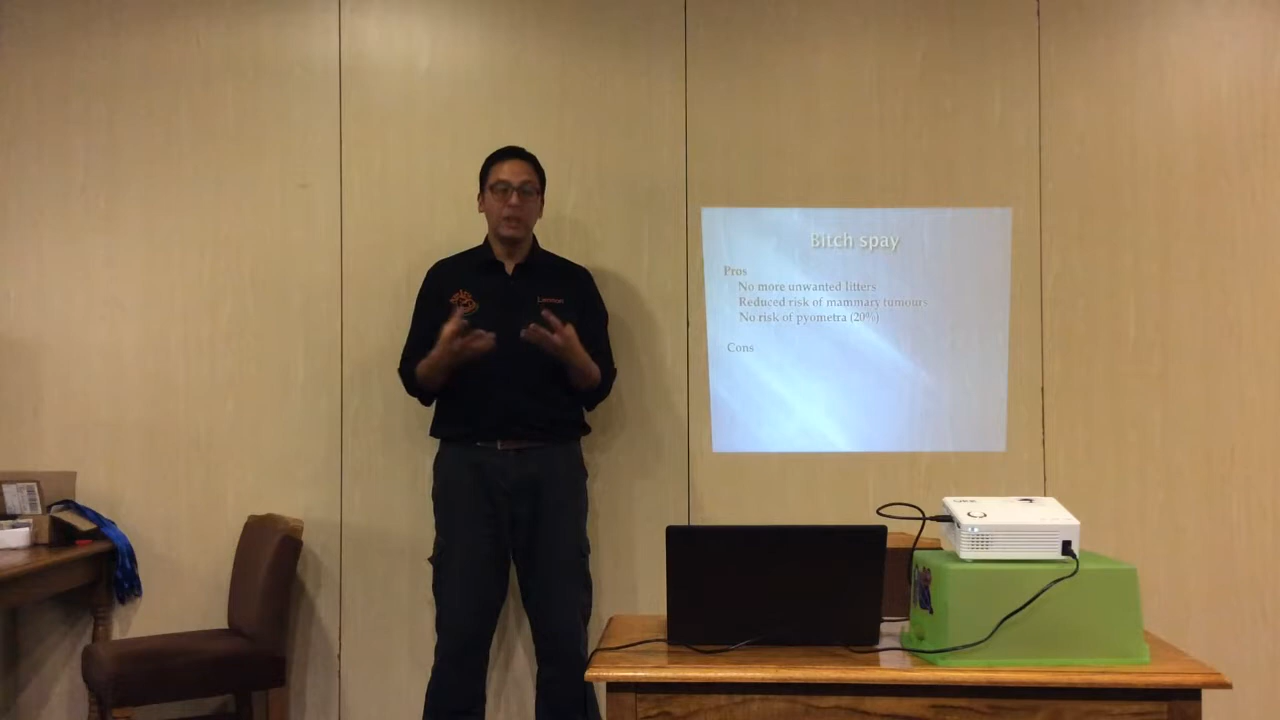 Bitch spay
Pros
No more unwanted litters
Reduced risk of mammary tumours
No risk of pyometra (20%)
Cons